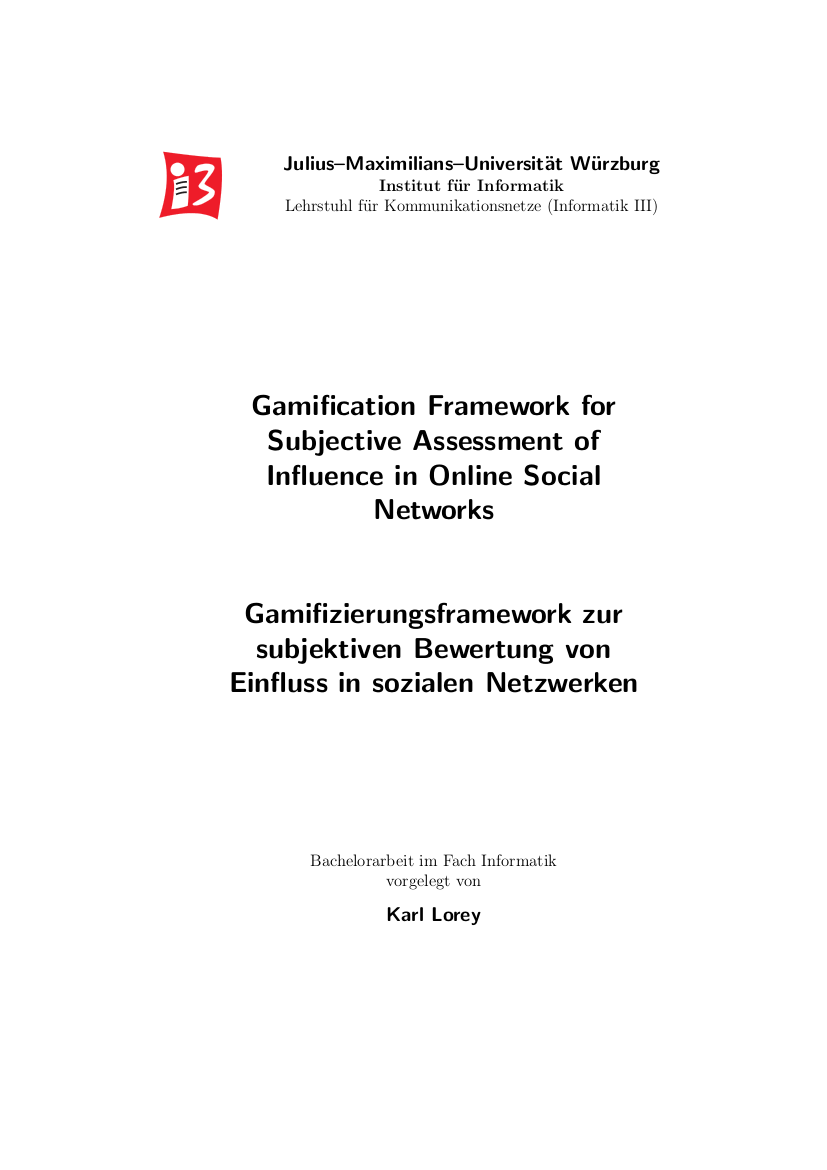 i3
Julius–Maximilians–Universität Würzburg
Institut für Informatik
Lehrstuhl für Kommunikationsnetze (Informatik III)
Gamification Framework for
Subjective Assessment of
Influence in Online Social
Networks
Gamifizierungsframework zur
subjektiven Bewertung von
Einfluss in sozialen Netzwerken
Bachelorarbeit im Fach Informatik
vorgelegt von
Karl Lorey